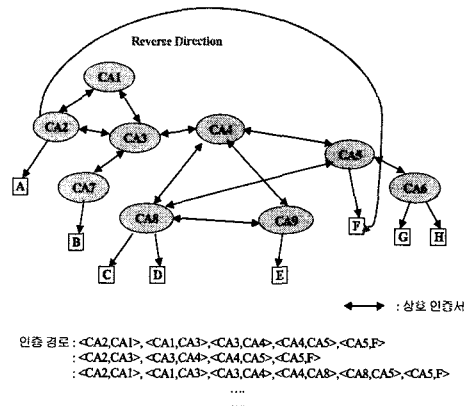 Reverse Direction
CA1
CA2
CA3
CA4
CA5
CA6
CA7
CA8
CA9
A
B
C
D
E
F
G
H
: 상호 인증서
인증 경로 : <CA2,CA1>, <CA1,CA3>, <CA3,CA4>, <CA4,CA5>, <CA5,F>
: <CA2,CA3>, <CA3,CA4>, <CA4,CA5>, <CA5,F>
: <CA2,CA1>, <CA1,CA3>, <CA3,CA4>, <CA4,CA8>, <CA8,CA5>, <CA5,F>
....
....